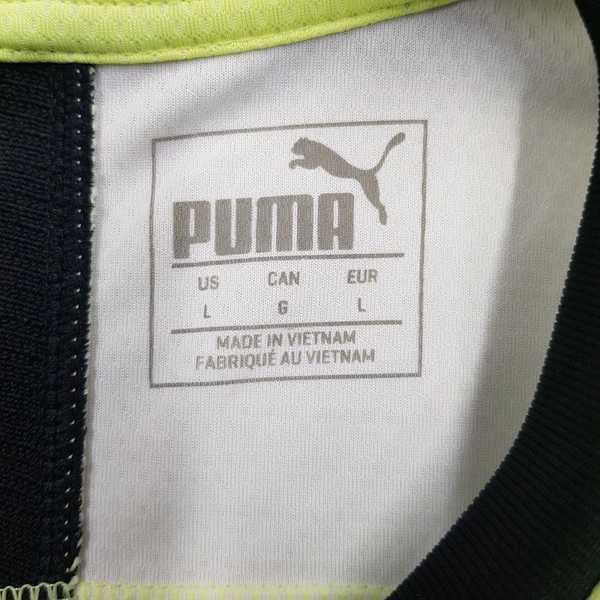 PUMA
US CAN EUR
L G L
MADE IN VIETNAM
FABRIQUÉ AU VIETNAM